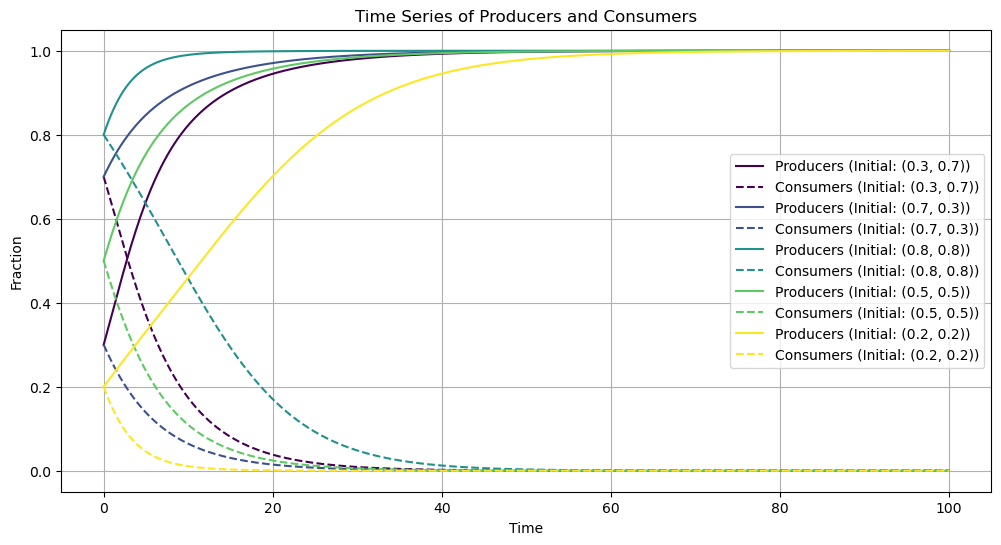 Time Series of Producers and Consumers
1.0
0.8
0.6
0.4
0.2
0.0
Fraction
Producers (Initial: (0.3, 0.7))
Consumers (Initial: (0.3, 0.7))
Producers (Initial: (0.7, 0.3))
Consumers (Initial: (0.7, 0.3))
Producers (Initial: (0.8, 0.8))
Consumers (Initial: (0.8, 0.8))
Producers (Initial: (0.5, 0.5))
Consumers (Initial: (0.5, 0.5))
Producers (Initial: (0.2, 0.2))
Consumers (Initial: (0.2, 0.2))
0 20 40 60 80 100
Time